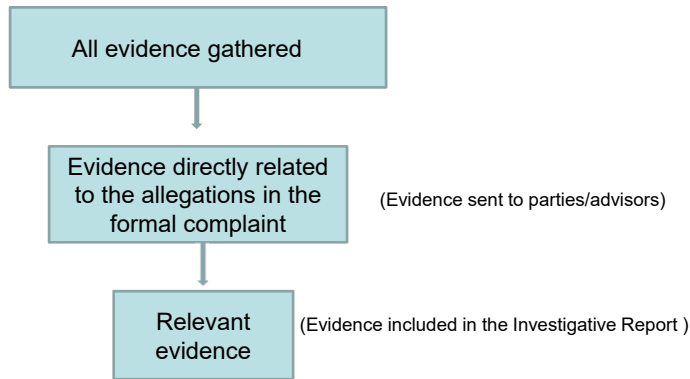 All evidence gathered
Evidence directly related
to the allegations in the
formal complaint
(Evidence sent to parties/advisors)
Relevant
evidence
(Evidence included in the Investigative Report )